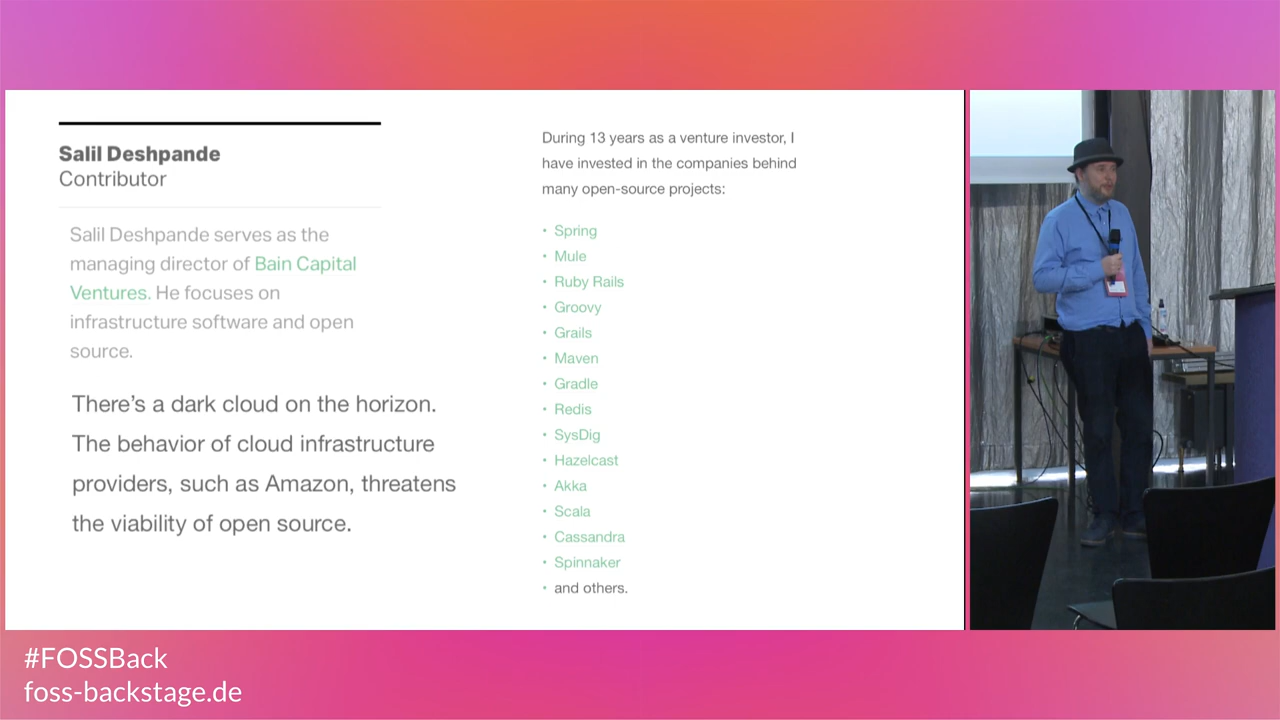 Salil Deshpande
Contributor
Salil Deshpande serves as the
managing director of Bain Capital
Ventures. He focuses on
infrastructure software and open
source.
There's a dark cloud on the horizon.
The behavior of cloud infrastructure
providers, such as Amazon, threatens
the viability of open source.
During 13 years as a venture investor, I
have invested in the companies behind
many open-source projects:
• Spring
• Mule
• Ruby Rails
• Groovy
• Grails
• Maven
• Gradle
• Redis
• SysDig
• Hazelcast
• Akka
• Scala
• Cassandra
• Spinnaker
• and others.
#FOSSBack
foss-backstage.de